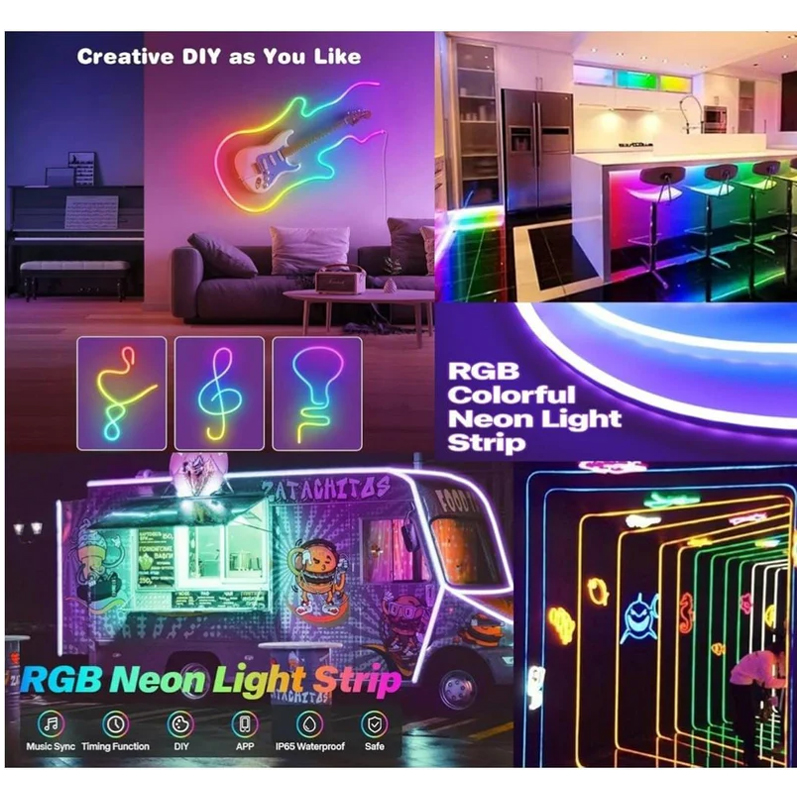 Creative DIY as You Like
RGB
Colorful
Neon Light
Strip
ZATACHITOS
FOOD
RGB Neon Light Strip
Music Sync
Timing Function
DIY
APP
IP65 Waterproof
Safe